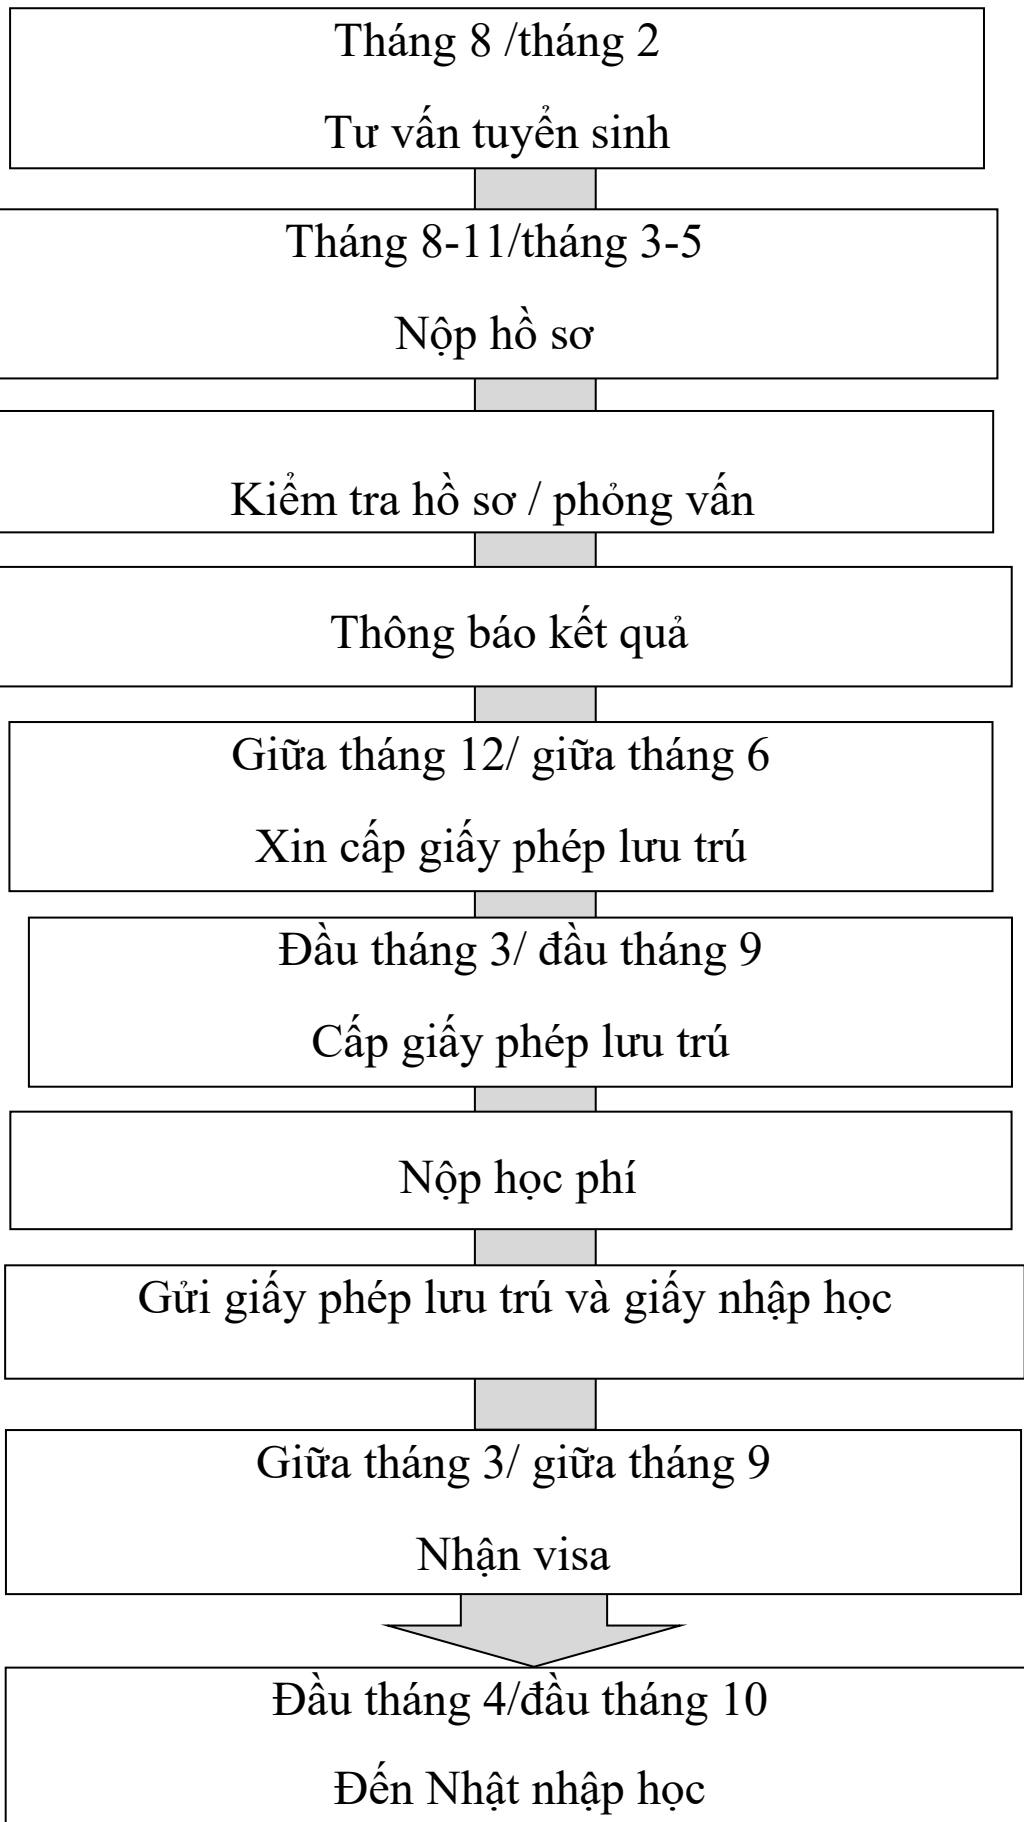 Tháng 8 /tháng 2
Tư vấn tuyển sinh
Tháng 8-11/tháng 3-5
Nộp hồ sơ
Kiểm tra hồ sơ / phỏng vấn
Thông báo kết quả
Giữa tháng 12/ giữa tháng 6
Xin cấp giấy phép lưu trú
Đầu tháng 3/ đầu tháng 9
Cấp giấy phép lưu trú
Nộp học phí
Gửi giấy phép lưu trú và giấy nhập học
Giữa tháng 3/ giữa tháng 9
Nhận visa
Đầu tháng 4/đầu tháng 10
Đến Nhật nhập học